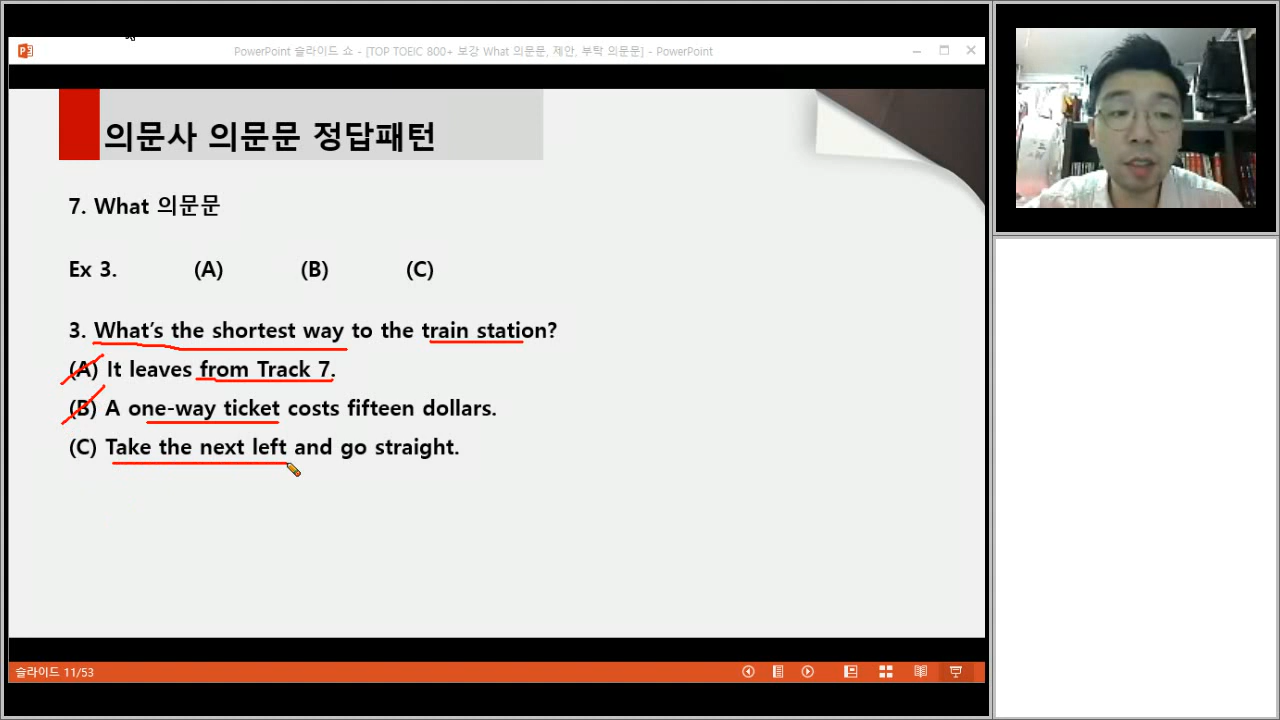 PowerPoint 슬라이드 쇼 - [TOP TOEIC 800+ 보강 What 의문문, 제안, 부탁 의문문] - PowerPoint
의문사 의문문 정답패턴
7. What 의문문
Ex 3. (A) (B) (C)
3. What's the shortest way to the train station?
(A) It leaves from Track 7.
(B) A one-way ticket costs fifteen dollars.
(C) Take the next left and go straight.
슬라이드 11/53